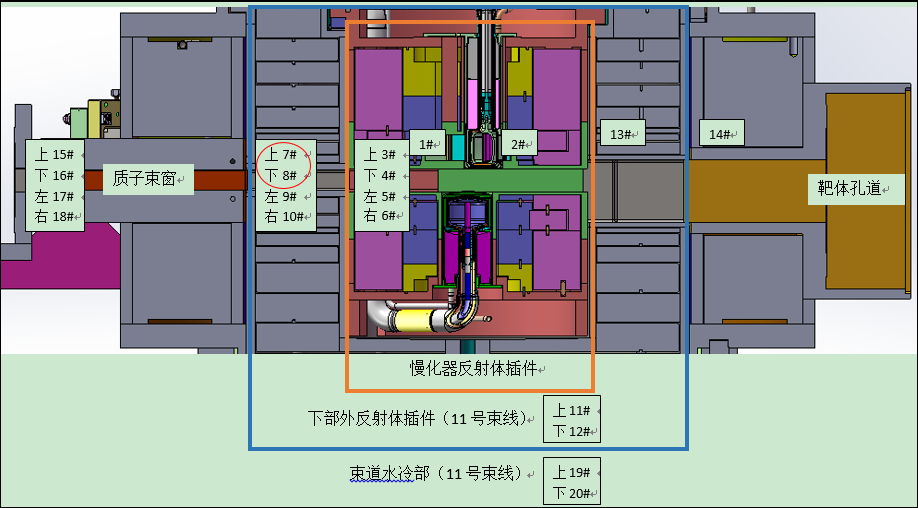 上 15#
下 16#
左 17#
右 18#
质子束窗
上 7#
下 8#
左 9#
右 10#
上 3#
下 4#
左 5#
右 6#
1#
2#
13#
14#
靶体孔道
慢化器反射体插件
下部外反射体插件（11 号束线）
上 11#
下 12#
束道水冷部（11 号束线）
上 19#
下 20#